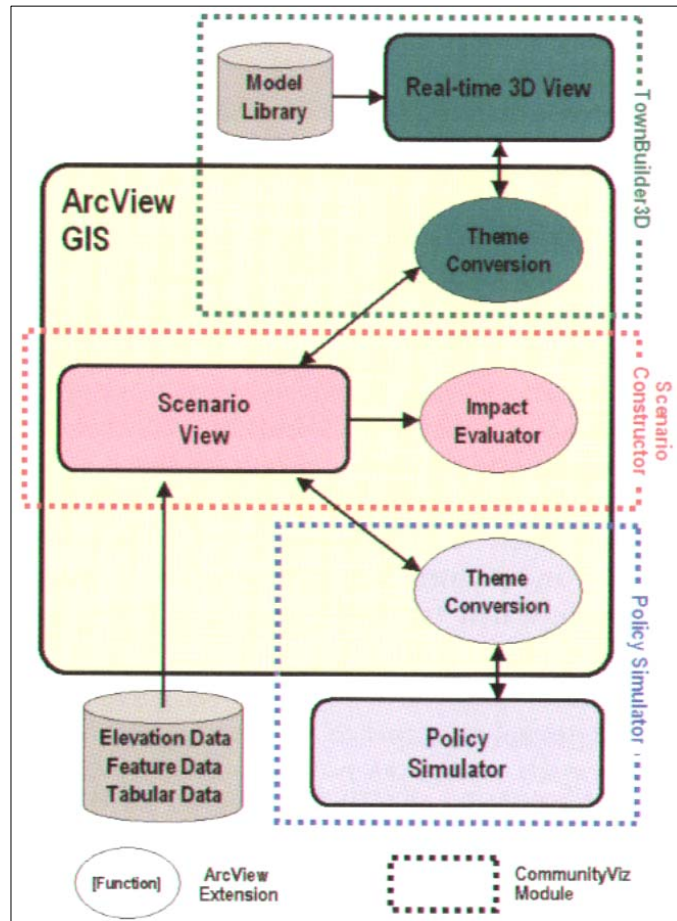 Model
Library
Real-time 3D View
TownBuilder3D
ArcView
GIS
Theme
Conversion
Scenario
View
Impact
Evaluator
Scenario
Constructor
Theme
Conversion
Policy Simulator
Elevation Data
Feature Data
Tabular Data
Policy
Simulator
[Function]
ArcView
Extension
CommunityViz
Module